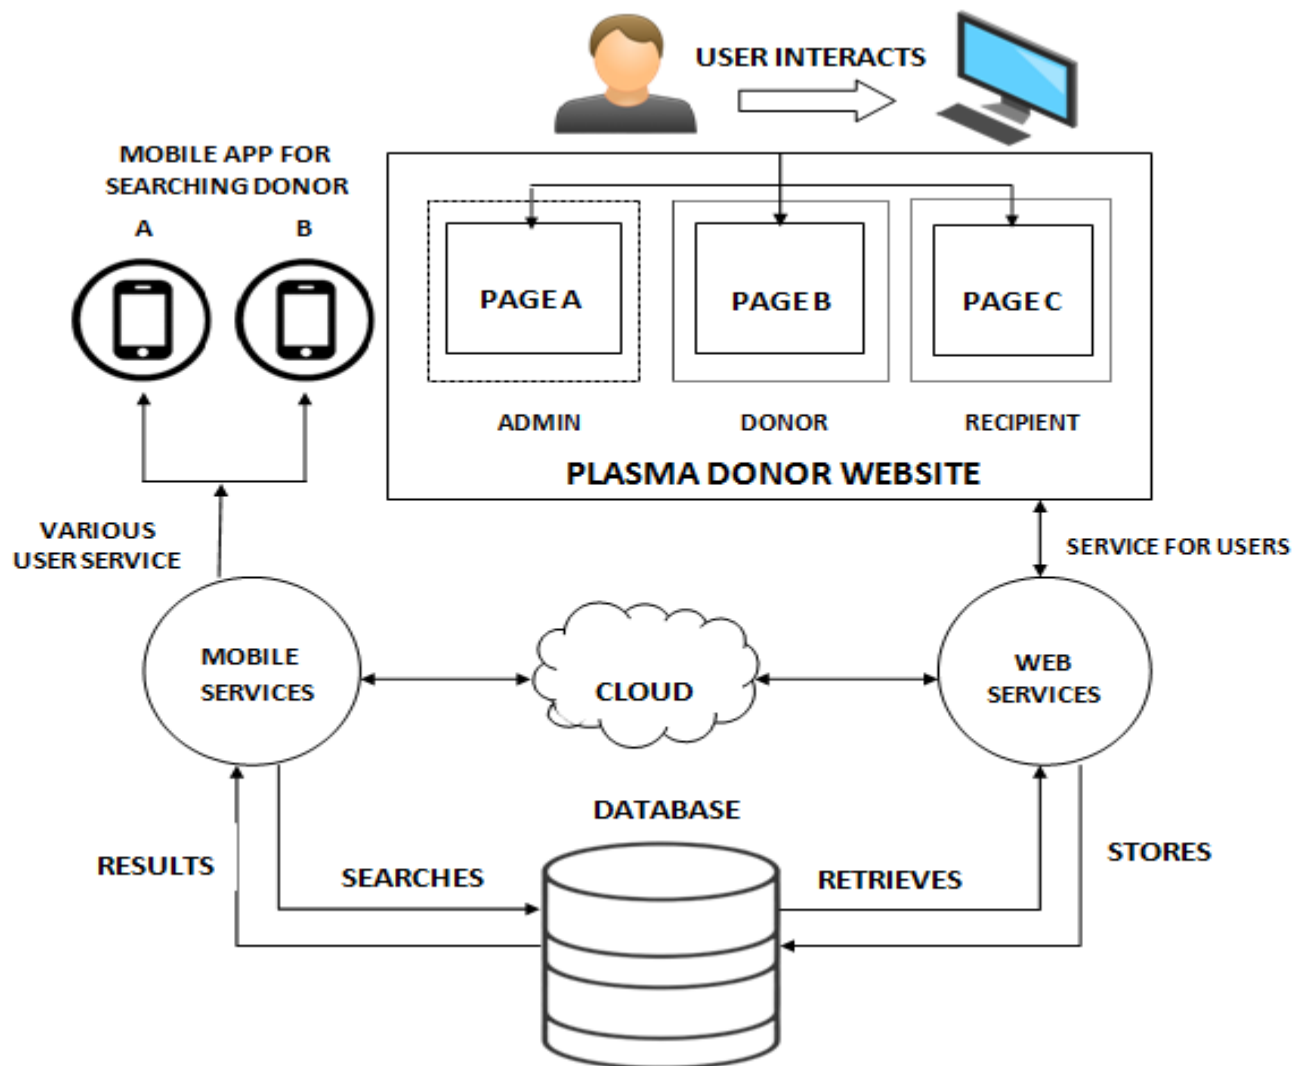 USER INTERACTS
MOBILE APP FOR
SEARCHING DONOR
A
B
PAGE A
PAGE B
PAGE C
ADMIN
DONOR
RECIPIENT
PLASMA DONOR WEBSITE
VARIOUS
USER SERVICE
SERVICE FOR USERS
MOBILE
SERVICES
CLOUD
WEB
SERVICES
DATABASE
RESULTS
SEARCHES
RETRIEVES
STORES